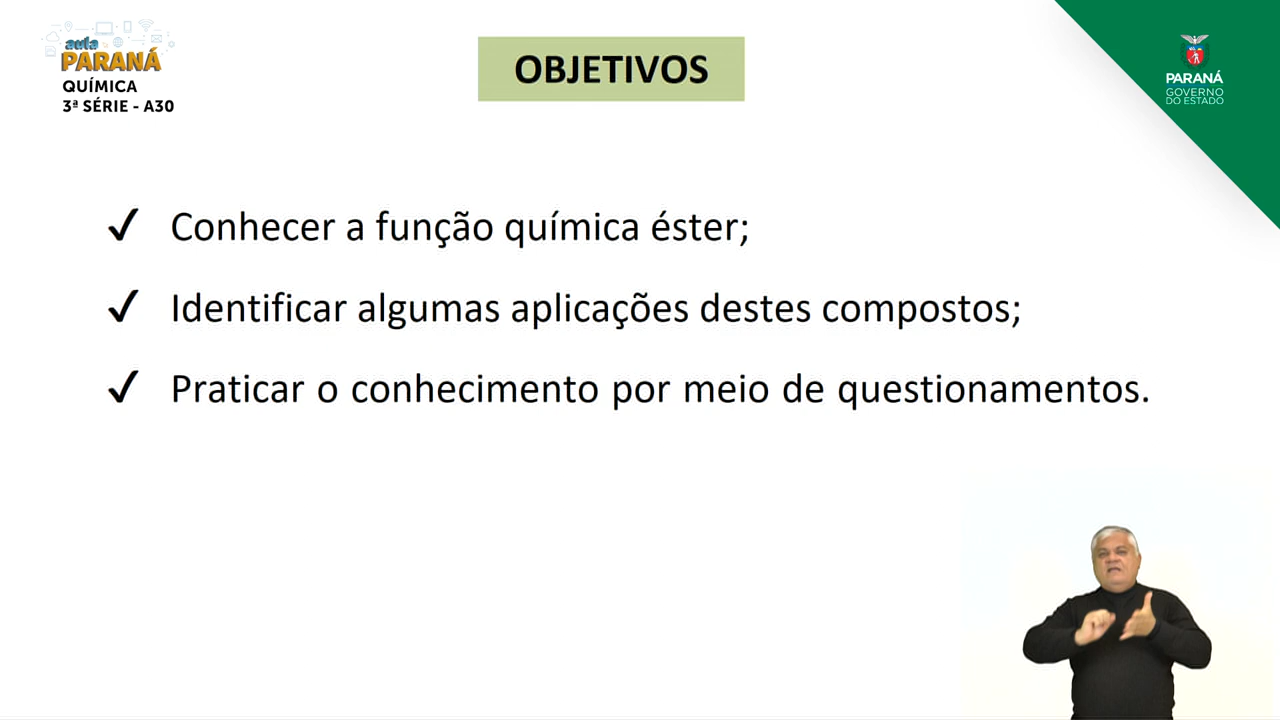 aula
PARANÁ
QUÍMICA
3ª SÉRIE - A30
OBJETIVOS
PARANÁ
GOVERNO
DO ESTADO
✓ Conhecer a função química éster;
✓ Identificar algumas aplicações destes compostos;
✓ Praticar o conhecimento por meio de questionamentos.